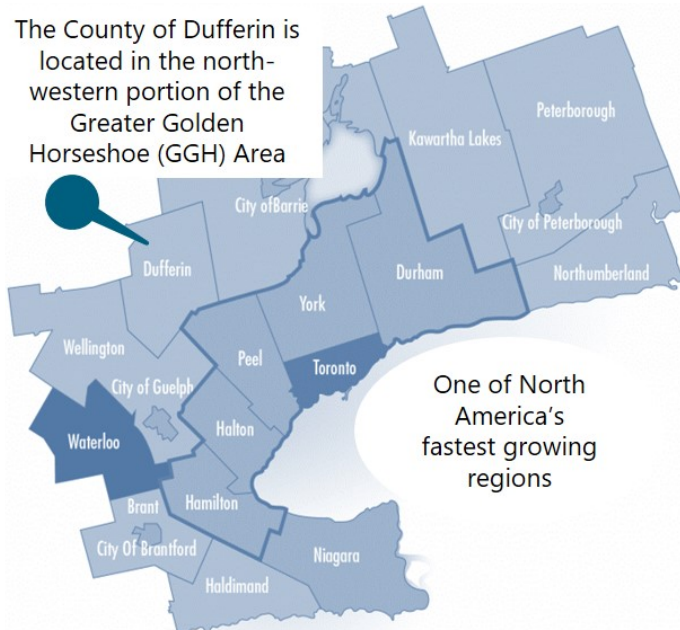 The County of Dufferin is
located in the north-
western portion of the
Greater Golden
Horseshoe (GGH) Area
Peterborough
Kawartha Lakes
City ofBarrie
City of Peterborough
Dufferin
Durham
Northumberland
York
Wellington
Peel
Toronto
City of Guelph
One of North
America's
fastest growing
regions
Halton
Waterloo
Hamilton
Brant
City Of Brantford
Niagara
Haldimand